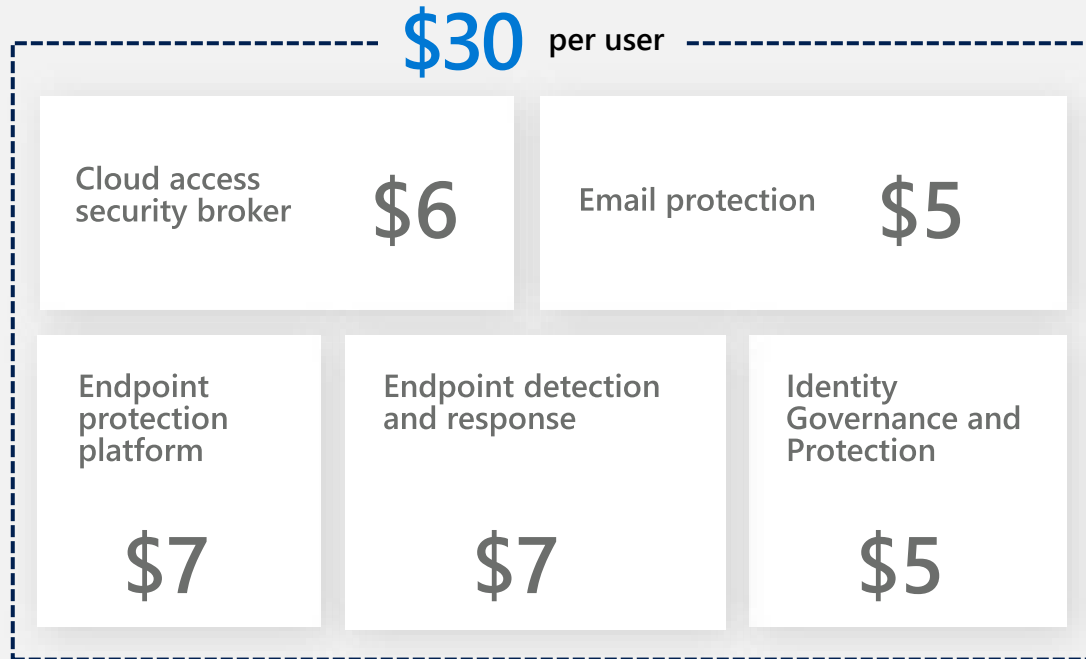 $30 per user
Cloud access
security broker
$6
Email protection
$5
Endpoint
protection
platform
$7
Endpoint detection
and response
$7
Identity
Governance and
Protection
$5